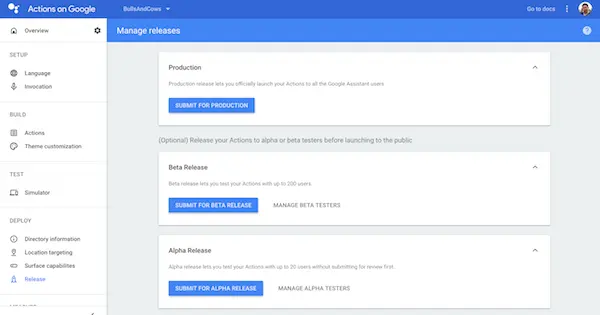 Actions on Google
BullsAndCows
Go to docs
Overview
Manage releases
SETUP
Language
Invocation
BUILD
Actions
Theme customization
TEST
Simulator
DEPLOY
Directory information
Location targeting
Surface capabilites
Release
Production
Production release lets you officially launch your Actions to all the Google Assistant users
SUBMIT FOR PRODUCTION
(Optional) Release your Actions to alpha or beta testers before launching to the public
Beta Release
Beta release lets you test your Actions with up to 200 users.
SUBMIT FOR BETA RELEASE
MANAGE BETA TESTERS
Alpha Release
Alpha release lets you test your Actions with up to 20 users without submitting for review first.
SUBMIT FOR ALPHA RELEASE
MANAGE ALPHA TESTERS